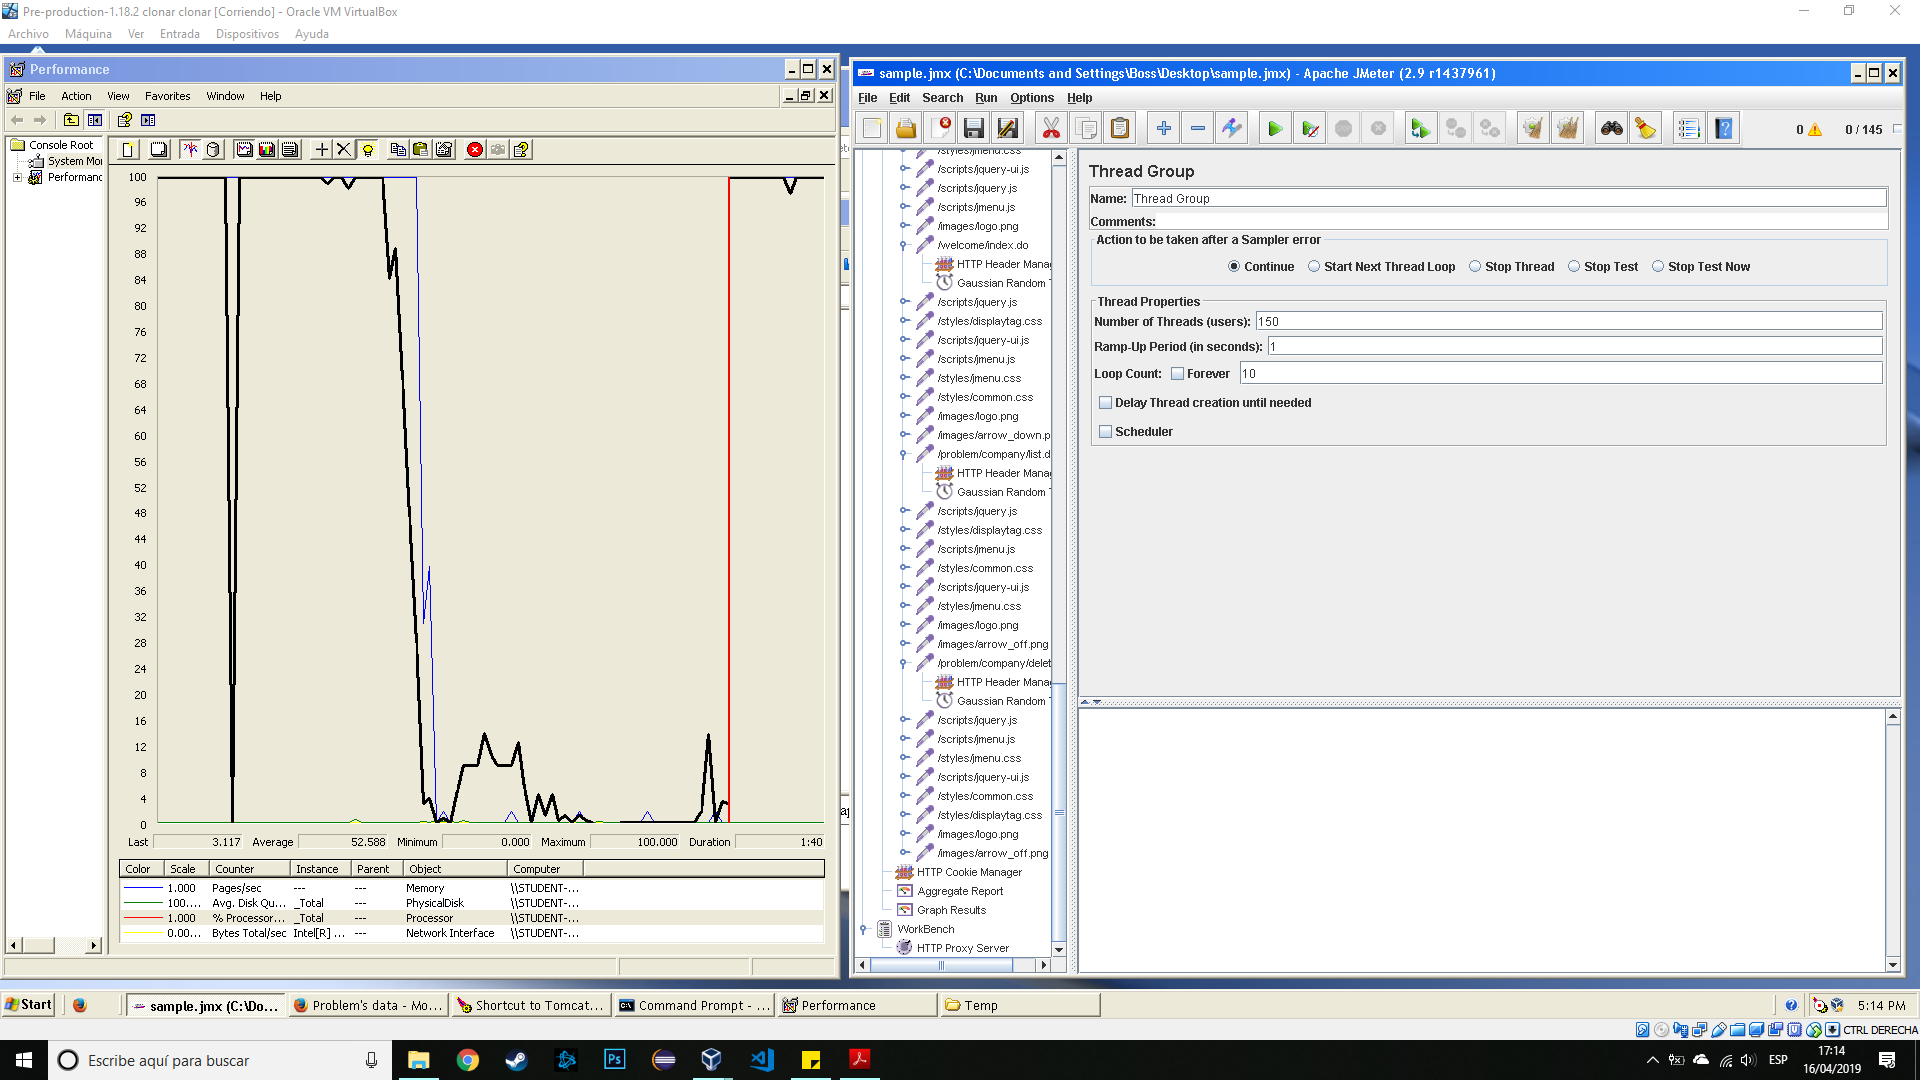 Pre-production-1.18.2 clonar clonar [Corriendo] - Oracle VM VirtualBox
Archivo Máquina Ver Entrada Dispositivos Ayuda
Performance
File Action View Favorites Window Help
Console Root
System Mo
Performanc
100
96
92
88
84
80
76
72
68
64
60
56
52
48
44
40
36
32
28
24
20
16
12
8
4
0
Last 3.117 Average 52.588 Minimum 0.000 Maximum 100.000 Duration 1:40
Color Scale Counter Instance Parent Object Computer
1.000 Pages/sec --- --- Memory \\STUDENT-...
100.... Avg. Disk Qu... _Total --- PhysicalDisk \\STUDENT-...
1.000 % Processor... _Total --- Processor \\STUDENT-...
0.00... Bytes Total/sec Intel[R] ... --- Network Interface \\STUDENT-...
sample.jmx (C:\Documents and Settings\Boss\Desktop\sample.jmx) - Apache JMeter (2.9 r1437961)
File Edit Search Run Options Help
0 0 / 145
/styles/jmenu.css
/scripts/jquery-ui.js
/scripts/jquery.js
/scripts/jmenu.js
/images/logo.png
/welcome/index.do
HTTP Header Mana
Gaussian Random T
/scripts/jquery.js
/styles/displaytag.css
/scripts/jquery-ui.js
/scripts/jmenu.js
/styles/jmenu.css
/styles/common.css
/images/logo.png
/images/arrow_down.p
/problem/company/list.d
HTTP Header Mana
Gaussian Random T
/scripts/jquery.js
/styles/displaytag.css
/scripts/jmenu.js
/styles/common.css
/scripts/jquery-ui.js
/styles/jmenu.css
/images/logo.png
/images/arrow_off.png
/problem/company/delet
HTTP Header Mana
Gaussian Random T
/scripts/jquery.js
/scripts/jmenu.js
/styles/jmenu.css
/scripts/jquery-ui.js
/styles/common.css
/styles/displaytag.css
/images/logo.png
/images/arrow_off.png
HTTP Cookie Manager
Aggregate Report
Graph Results
WorkBench
HTTP Proxy Server
Thread Group
Name: Thread Group
Comments:
Action to be taken after a Sampler error
Continue Start Next Thread Loop Stop Thread Stop Test Stop Test Now
Thread Properties
Number of Threads (users): 150
Ramp-Up Period (in seconds): 1
Loop Count: Forever 10
Delay Thread creation until needed
Scheduler
Start sample.jmx (C:\Do... Problem's data - Mo... Shortcut to Tomcat... Command Prompt - ... Performance Temp 5:14 PM
CTRL DERECHA
Escribe aquí para buscar
Ps
ESP
17:14
16/04/2019